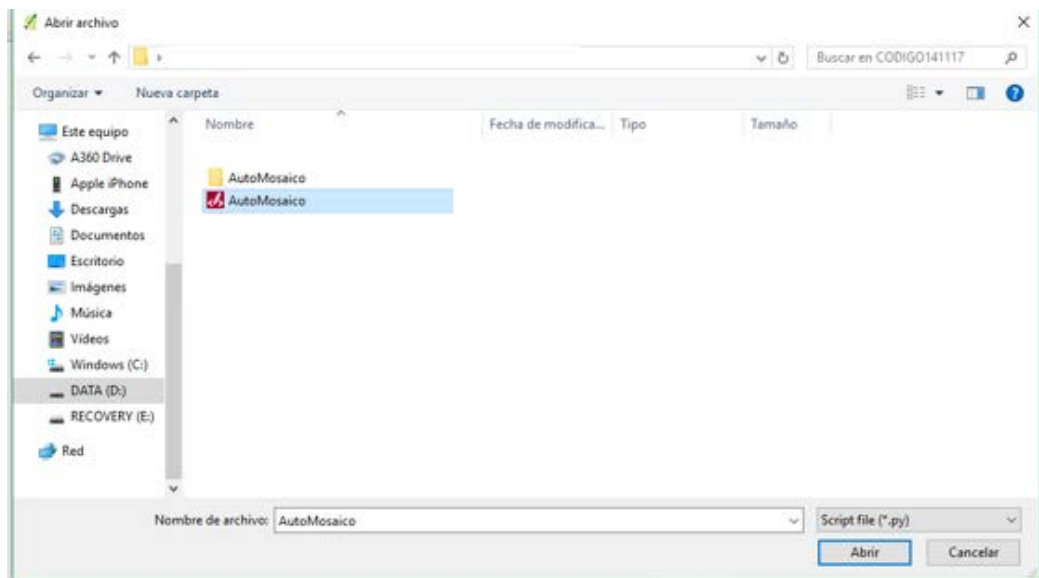 Abrir archivo
Buscar en CODIGO141117
Organizar Nueva carpeta
Nombre Fecha de modifica... Tipo Tamaño
Este equipo
A360 Drive
Apple iPhone
Descargas
Documentos
Escritorio
Imágenes
Música
Vídeos
Windows (C:)
DATA (D:)
RECOVERY (E:)
Red
AutoMosaico
AutoMosaico
Nombre de archivo: AutoMosaico Script file (*.py)
Abrir Cancelar